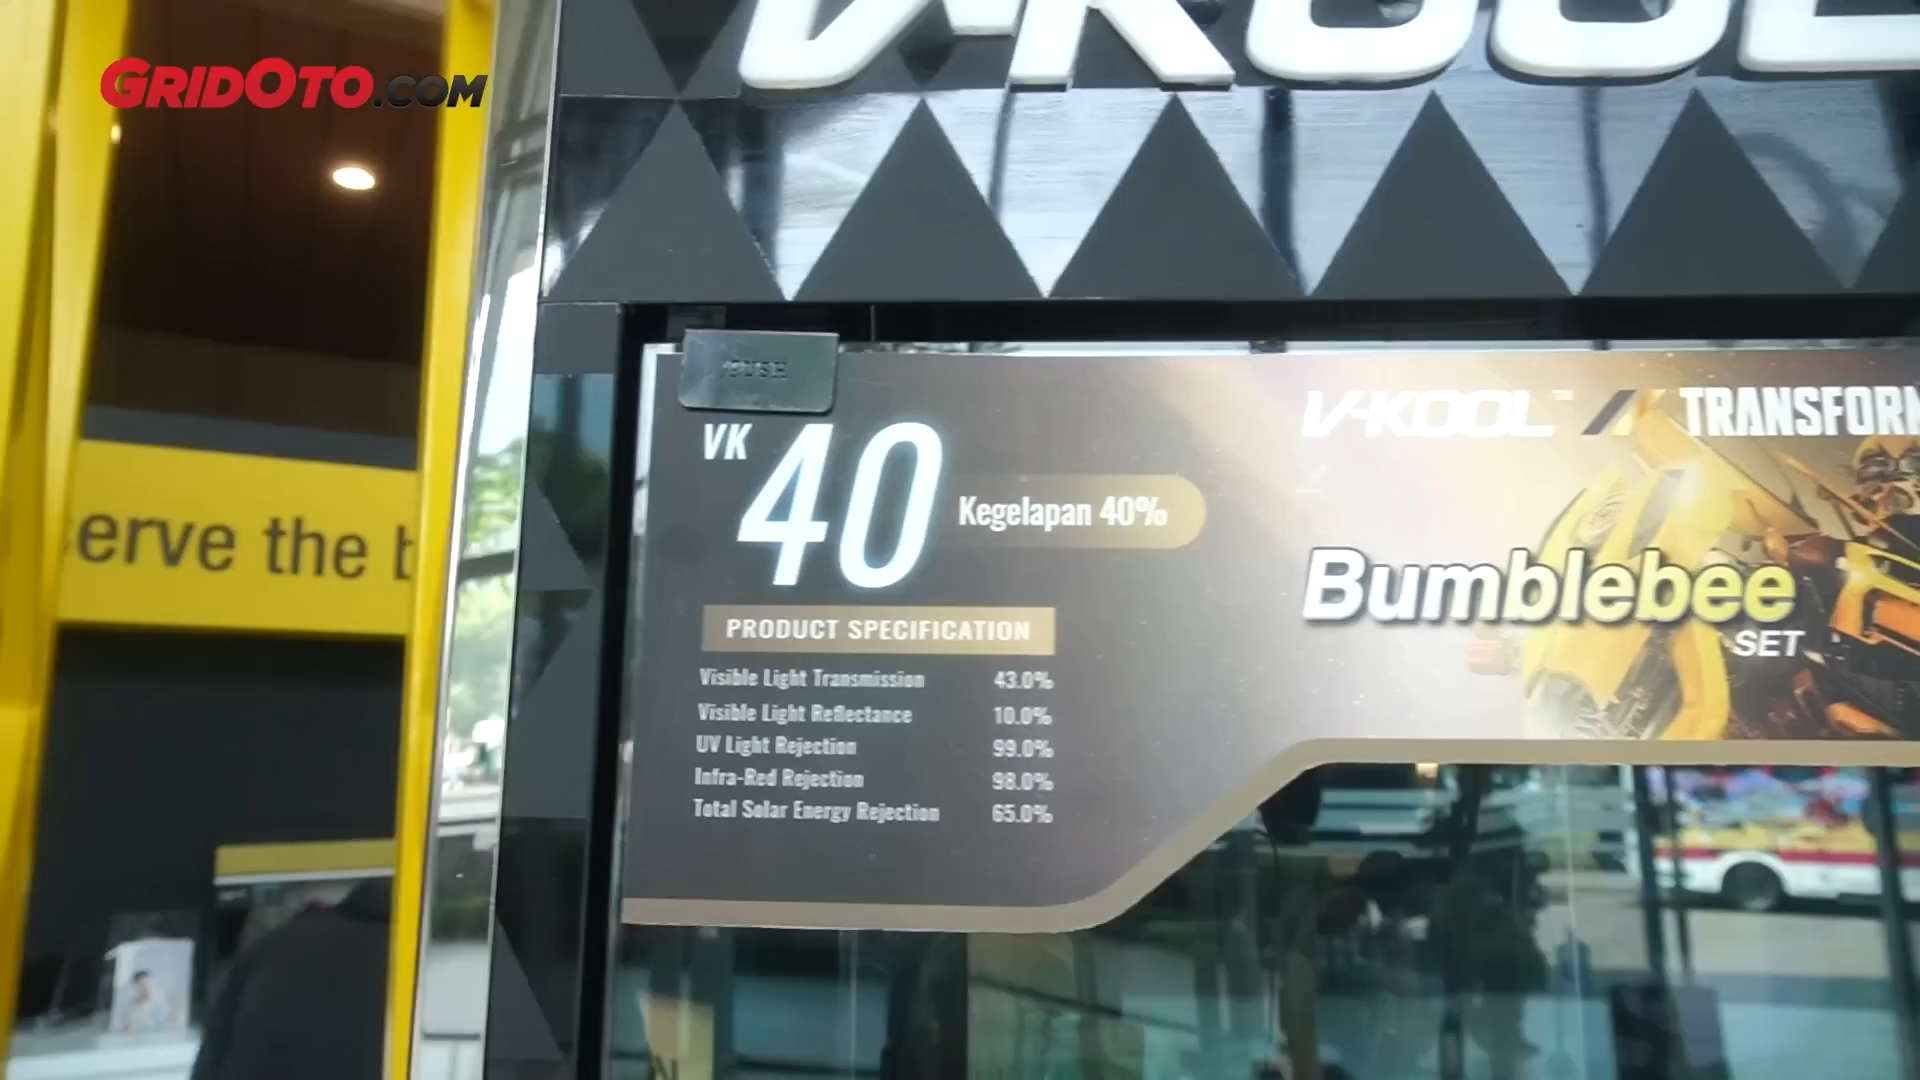 GRIDOTO.COM
V-KOOL
serve the b
PUSH
VK 40 Kegelapan 40%
V-KOOL™ // TRANSFORM
Bumblebee
SET
PRODUCT SPECIFICATION
Visible Light Transmission 43.0%
Visible Light Reflectance 10.0%
UV Light Rejection 99.0%
Infra-Red Rejection 98.0%
Total Solar Energy Rejection 65.0%